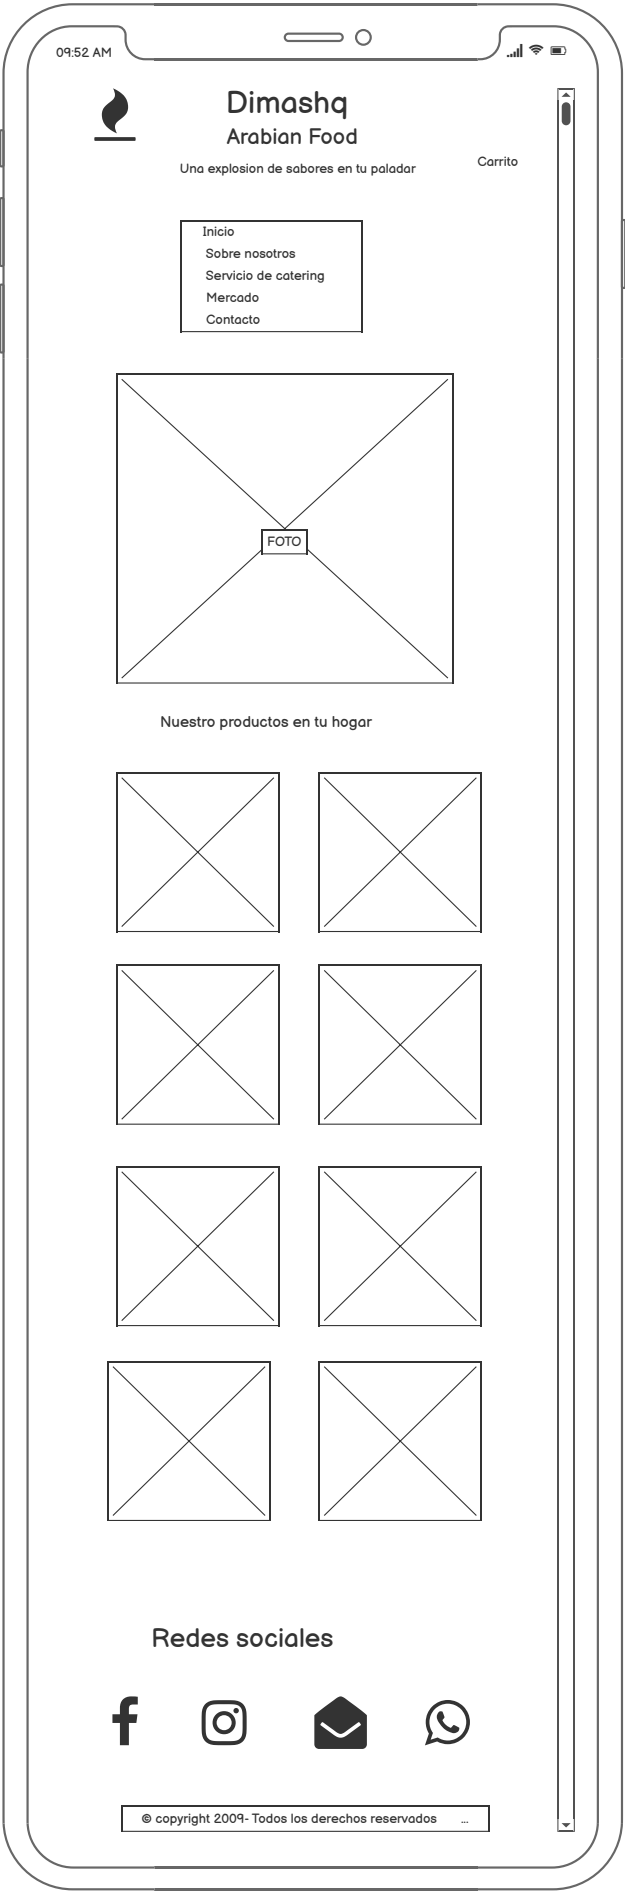 09:52 AM
Dimashq
Arabian Food
Una explosion de sabores en tu paladar
Carrito
Inicio
Sobre nosotros
Servicio de catering
Mercado
Contacto
FOTO
Nuestro productos en tu hogar
Redes sociales
© copyright 2009- Todos los derechos reservados ...